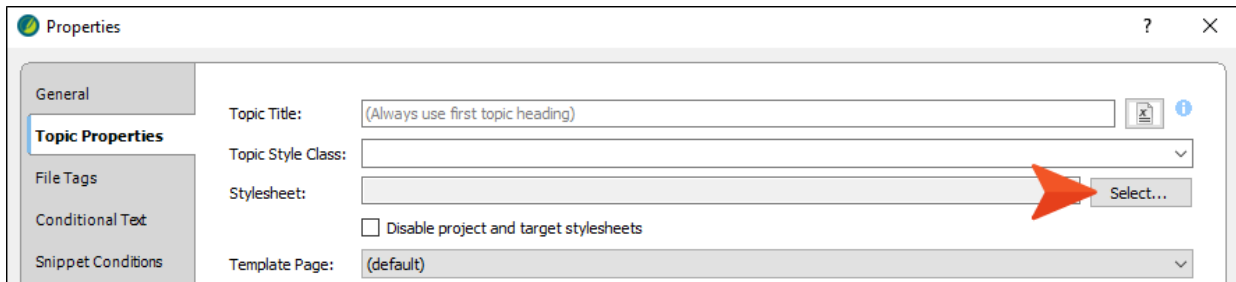 Properties
?
General
Topic Title: (Always use first topic heading)
Topic Properties
Topic Style Class:
File Tags
Stylesheet: Select...
Conditional Text
Disable project and target stylesheets
Snippet Conditions
Template Page: (default)